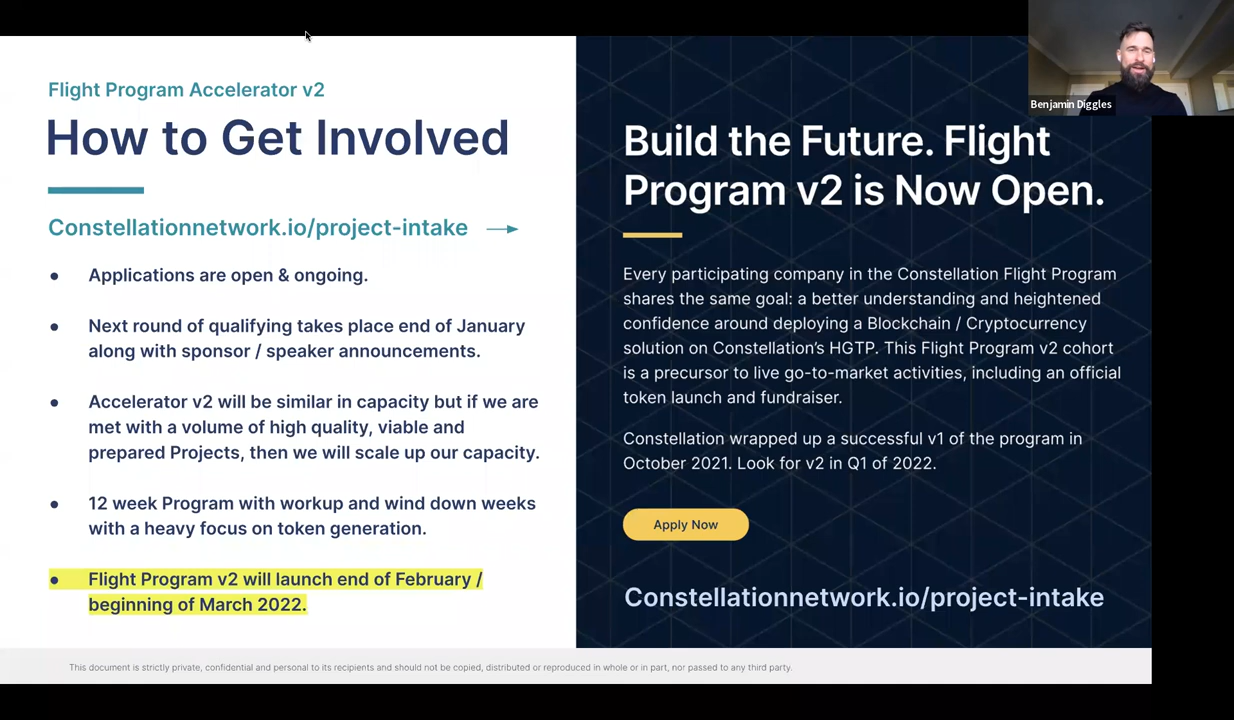 Flight Program Accelerator v2
How to Get Involved
Constellationnetwork.io/project-intake
● Applications are open & ongoing.
● Next round of qualifying takes place end of January
along with sponsor / speaker announcements.
● Accelerator v2 will be similar in capacity but if we are
met with a volume of high quality, viable and
prepared Projects, then we will scale up our capacity.
● 12 week Program with workup and wind down weeks
with a heavy focus on token generation.
● Flight Program v2 will launch end of February /
beginning of March 2022.
Build the Future. Flight
Program v2 is Now Open.
Every participating company in the Constellation Flight Program
shares the same goal: a better understanding and heightened
confidence around deploying a Blockchain / Cryptocurrency
solution on Constellation’s HGTP. This Flight Program v2 cohort
is a precursor to live go-to-market activities, including an official
token launch and fundraiser.
Constellation wrapped up a successful v1 of the program in
October 2021. Look for v2 in Q1 of 2022.
Apply Now
Constellationnetwork.io/project-intake
Benjamin Diggles
This document is strictly private, confidential and personal to its recipients and should not be copied, distributed or reproduced in whole or in part, nor passed to any third party.